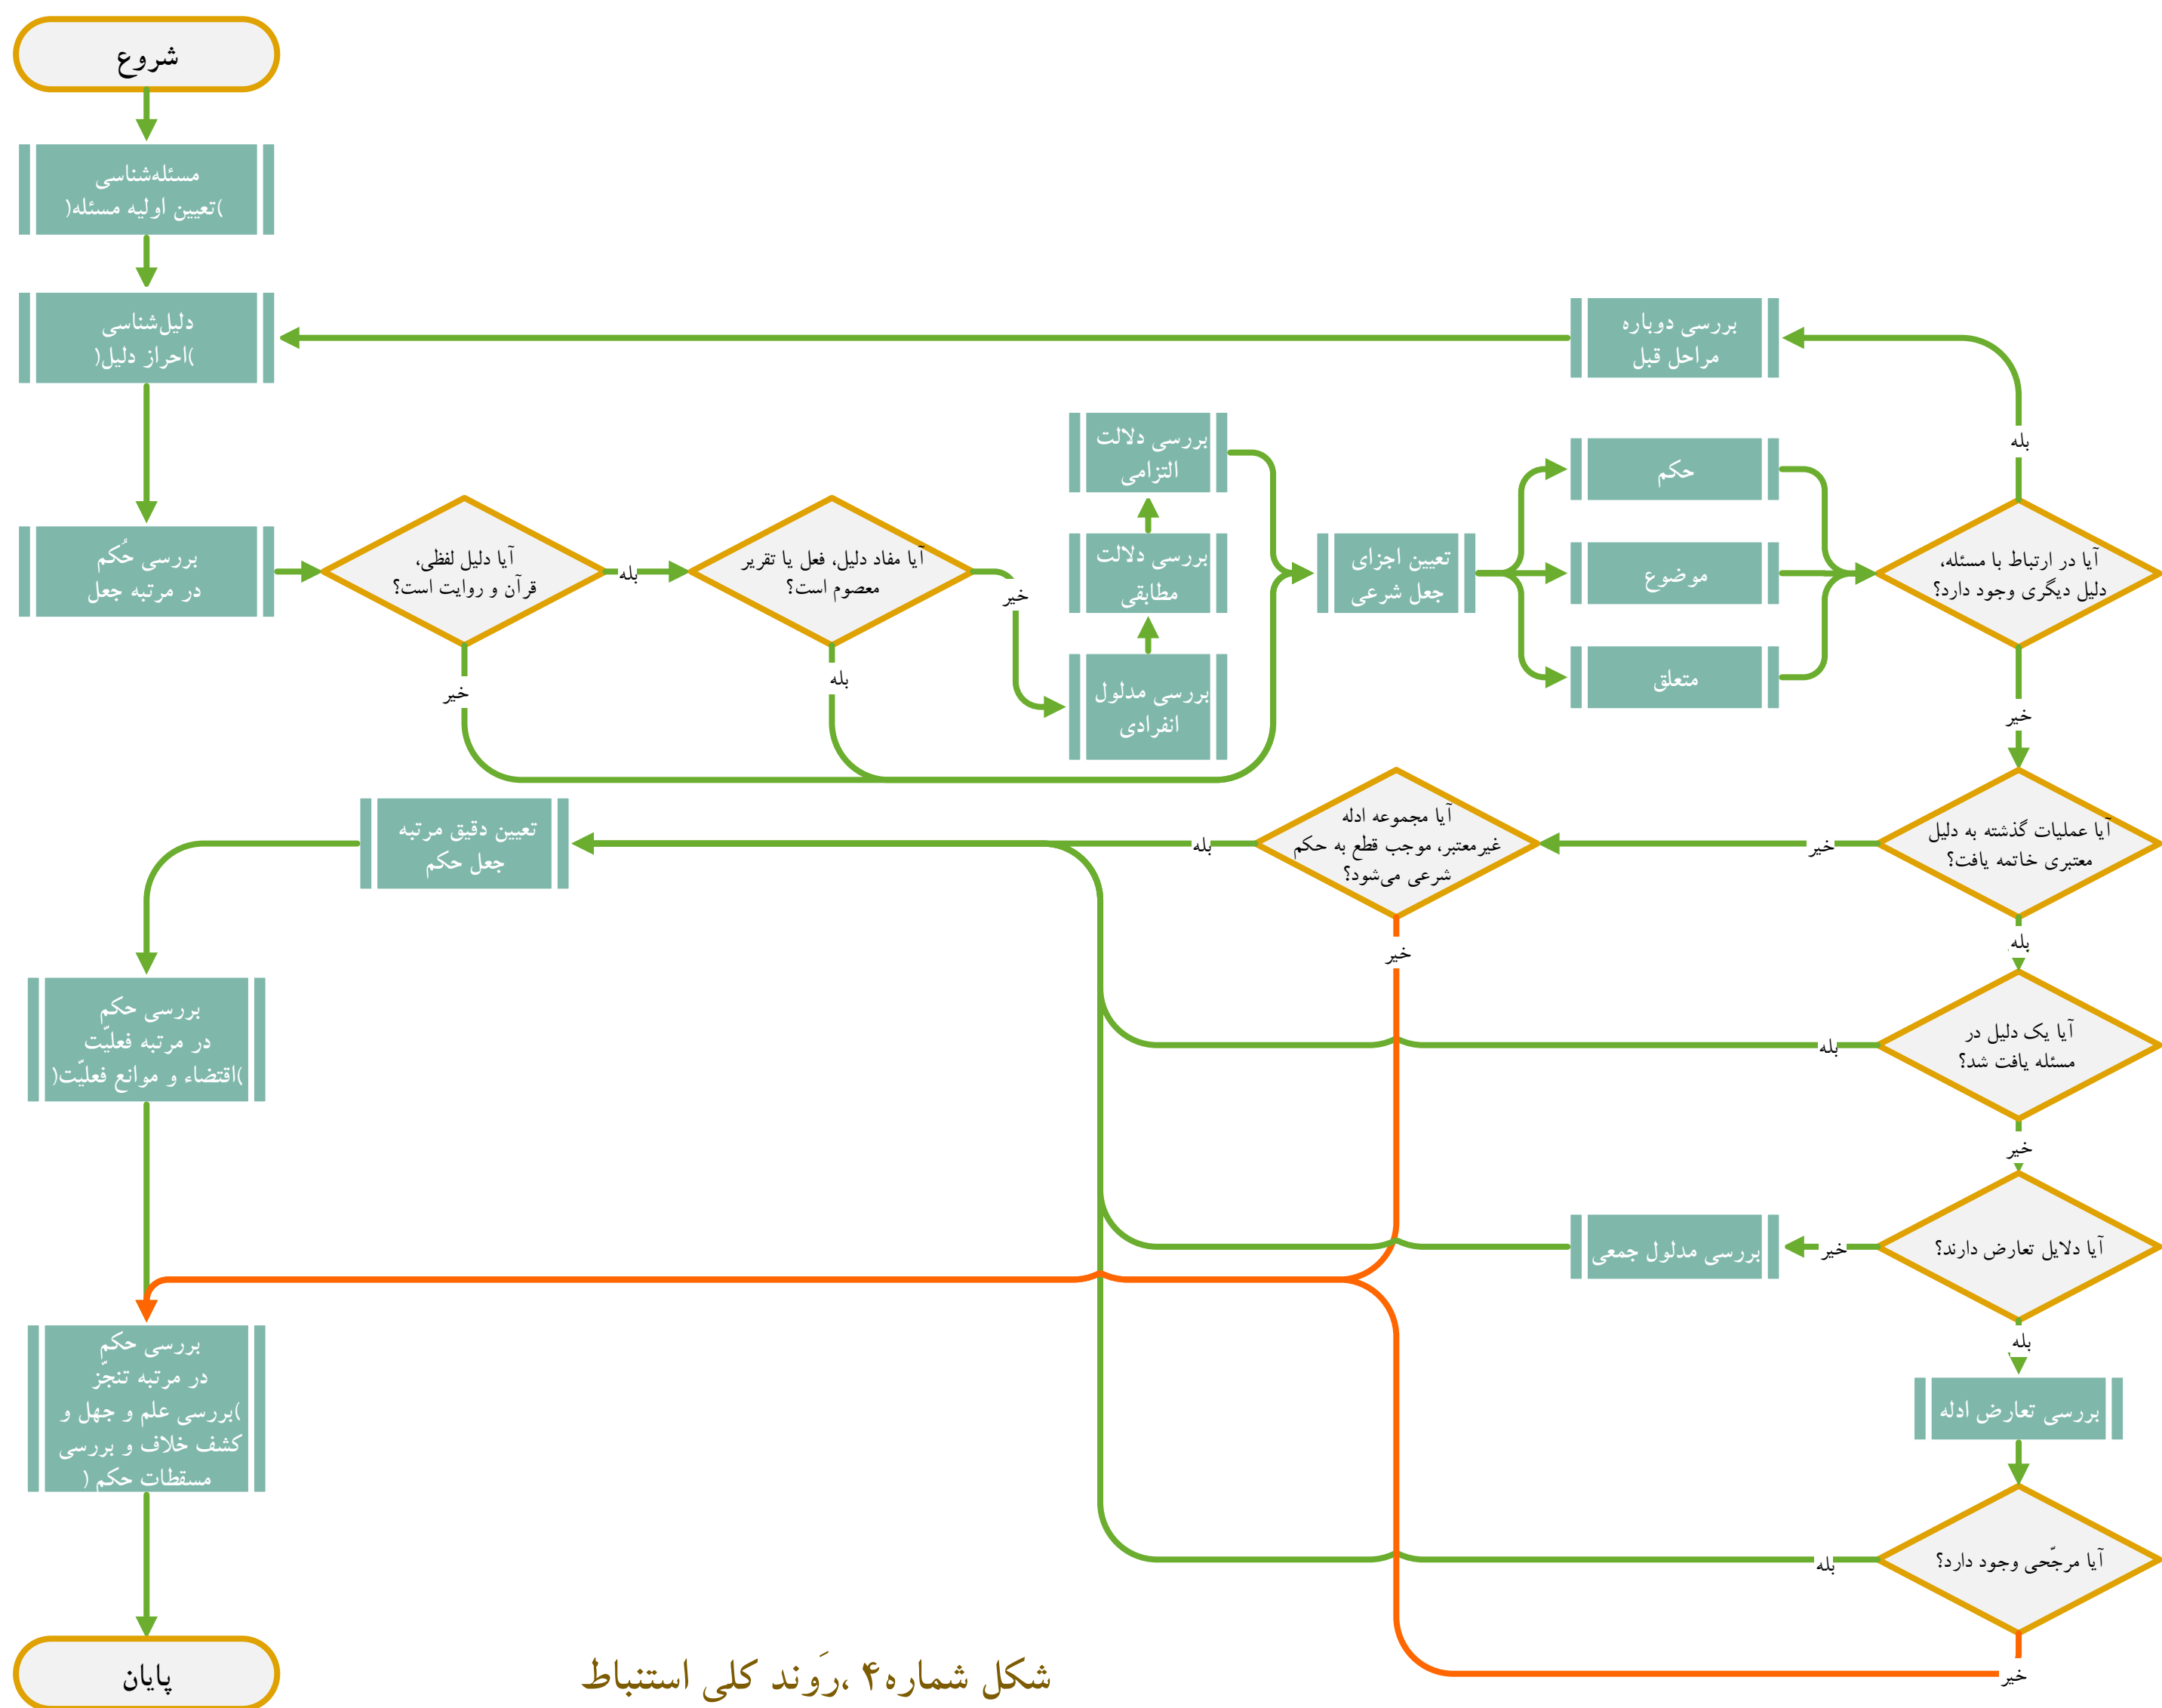 شروع
مسئله‌شناسی
)تعیین اولیه مسئله(
دلیل‌شناسی
)احراز دلیل(
بررسی حُکم
در مرتبه جعل
آیا دلیل لفظی،
قرآن و روایت است؟
بله
خیر
آیا مفاد دلیل، فعل یا تقریر
معصوم است؟
خیر
بله
بررسی دلالت
التزامی
بررسی دلالت
مطابقی
بررسی مدلول
انفرادی
تعیین اجزای
جعل شرعی
حکم
موضوع
متعلق
بررسی دوباره
مراحل قبل
بله
آیا در ارتباط با مسئله،
دلیل دیگری وجود دارد؟
خیر
آیا عملیات گذشته به دلیل
معتبری خاتمه یافت؟
خیر
بله
آیا مجموعه ادله
غیرمعتبر، موجب قطع به حکم
شرعی می‌شود؟
بله
خیر
تعیین دقیق مرتبه
جعل حکم
آیا یک دلیل در
مسئله یافت شد؟
بله
خیر
آیا دلایل تعارض دارند؟
خیر
بررسی مدلول جمعی
بله
بررسی تعارض ادله
آیا مرجّحی وجود دارد؟
بله
خیر
بررسی حکم
در مرتبه فعلیّت
)اقتضاء و موانع فعلیّت(
بررسی حکم
در مرتبه تنجّز
)بررسی علم و جهل و
کشف خلاف و بررسی
مسقطات حکم (
پایان
شکل شماره۴ ،روَند کلی استنباط